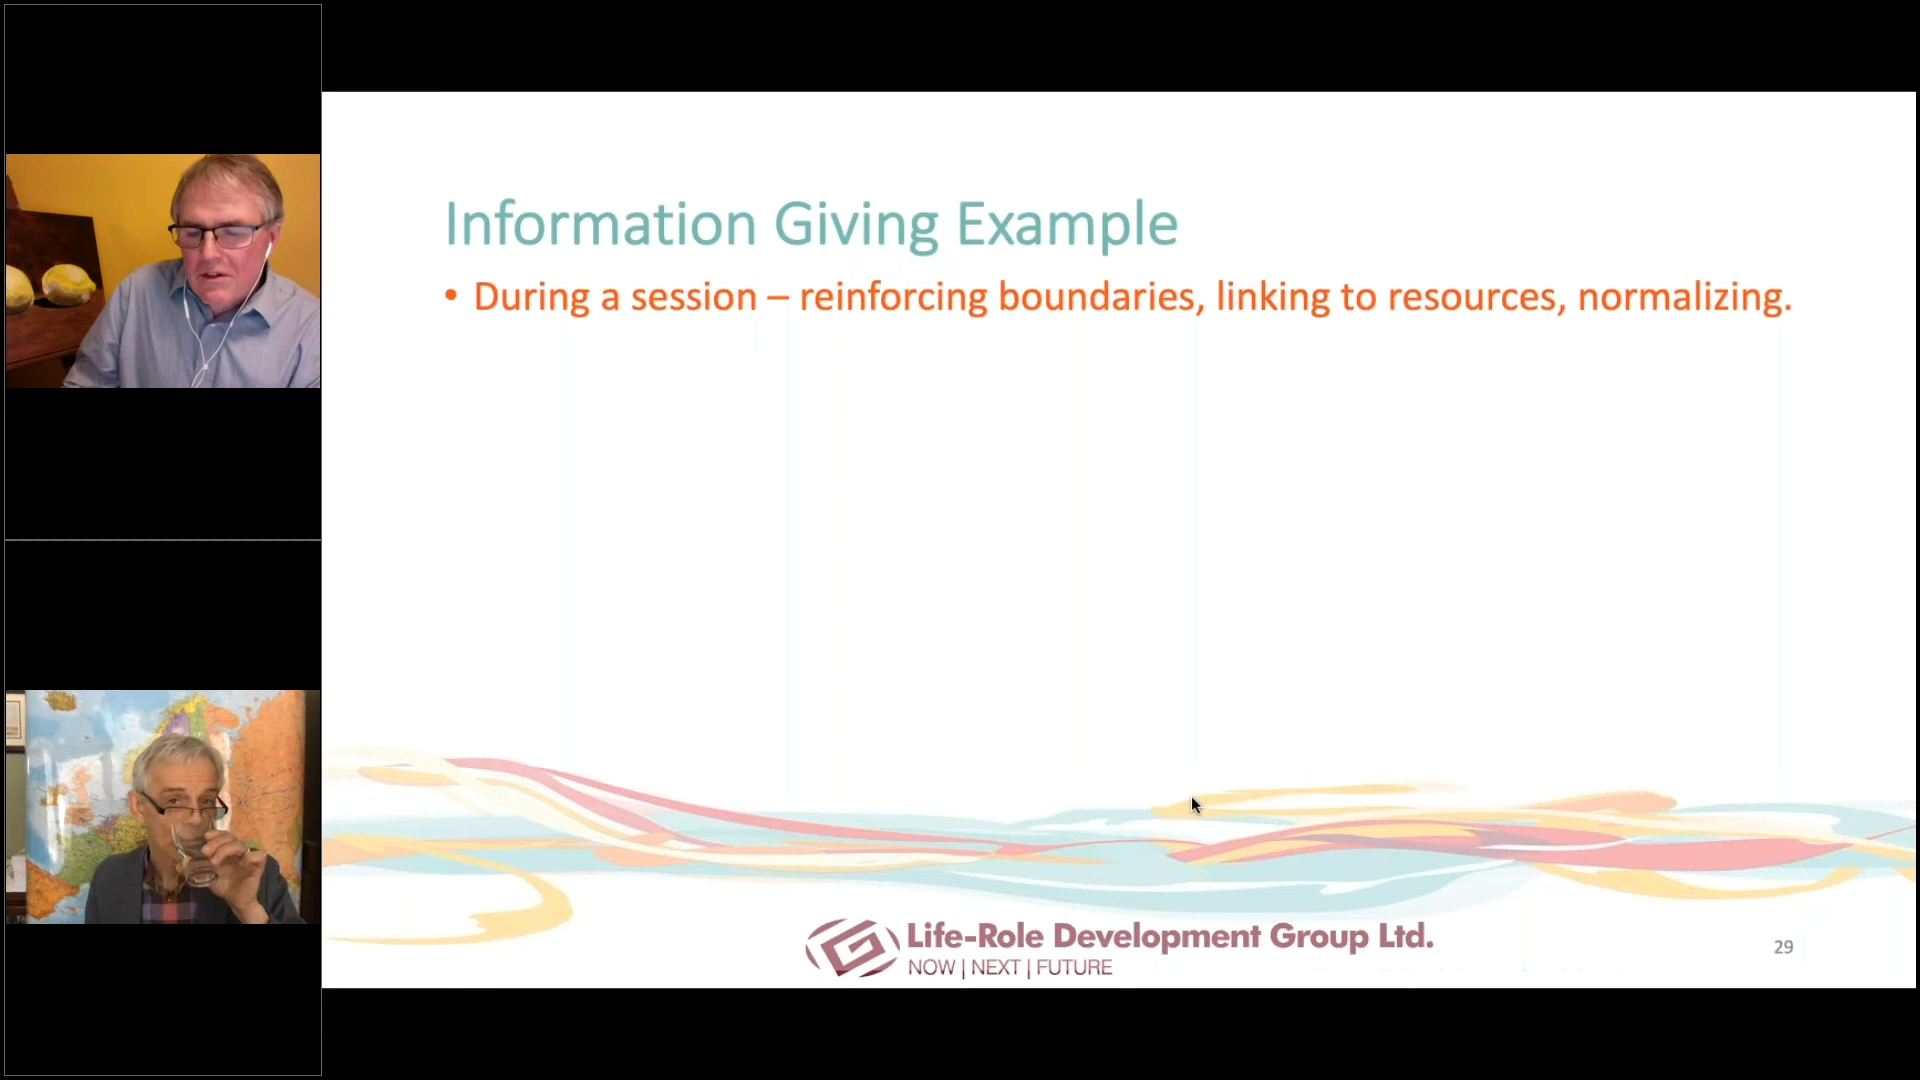 Information Giving Example
• During a session – reinforcing boundaries, linking to resources, normalizing.
Life-Role Development Group Ltd.
NOW | NEXT | FUTURE
29